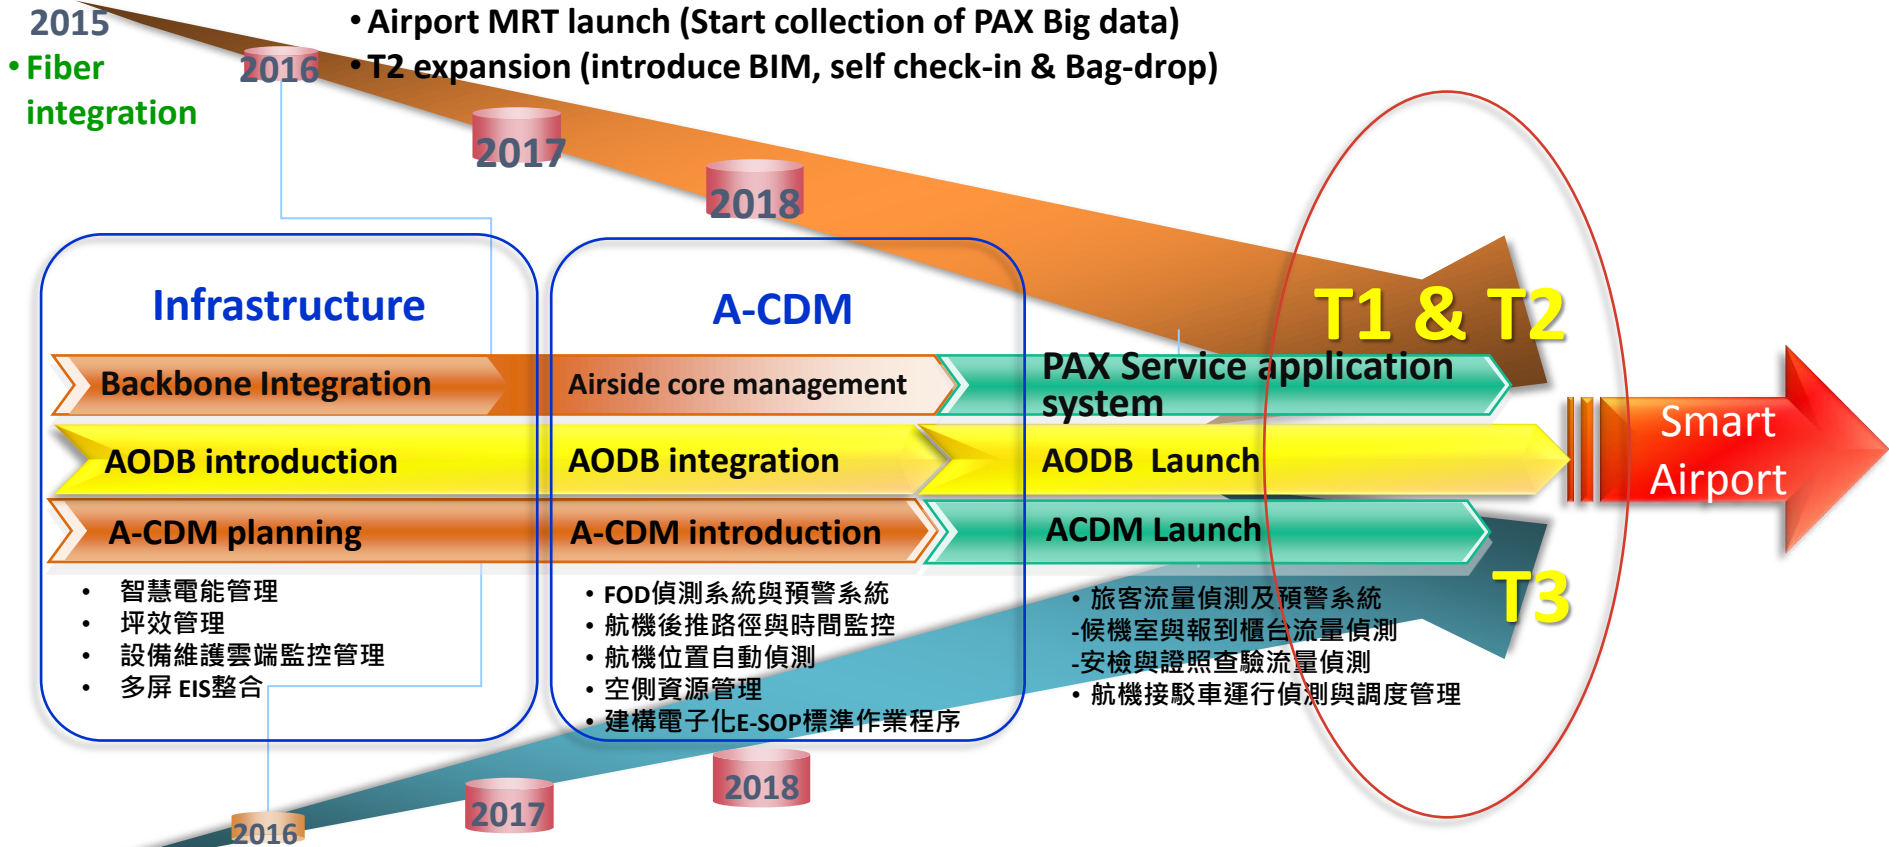 2015
• Fiber
integration
• Airport MRT launch (Start collection of PAX Big data)
• T2 expansion (introduce BIM, self check-in & Bag-drop)
2016
2017
2018
Infrastructure
A-CDM
T1 & T2
Backbone Integration
Airside core management
PAX Service application
system
AODB introduction
AODB integration
AODB Launch
Smart
Airport
A-CDM planning
A-CDM introduction
ACDM Launch
T3
• 智慧電能管理
• 坪效管理
• 設備維護雲端監控管理
• 多屏 EIS整合
• FOD偵測系統與預警系統
• 航機後推路徑與時間監控
• 航機位置自動偵測
• 空側資源管理
• 建構電子化E-SOP標準作業程序
• 旅客流量偵測及預警系統
-候機室與報到櫃台流量偵測
-安檢與證照查驗流量偵測
• 航機接駁車運行偵測與調度管理
2016
2017
2018